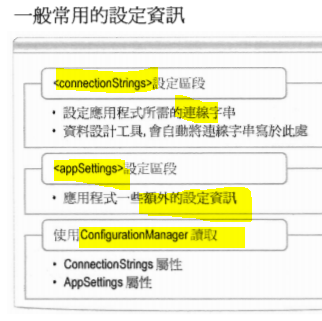 一般常用的設定資訊
<connectionStrings>設定區段
• 設定應用程式所需的連線字串
• 資料設計工具, 會自動將連線字串寫於此處
<appSettings>設定區段
• 應用程式一些額外的設定資訊
使用ConfigurationManager 讀取
• ConnectionStrings 屬性
• AppSettings 屬性